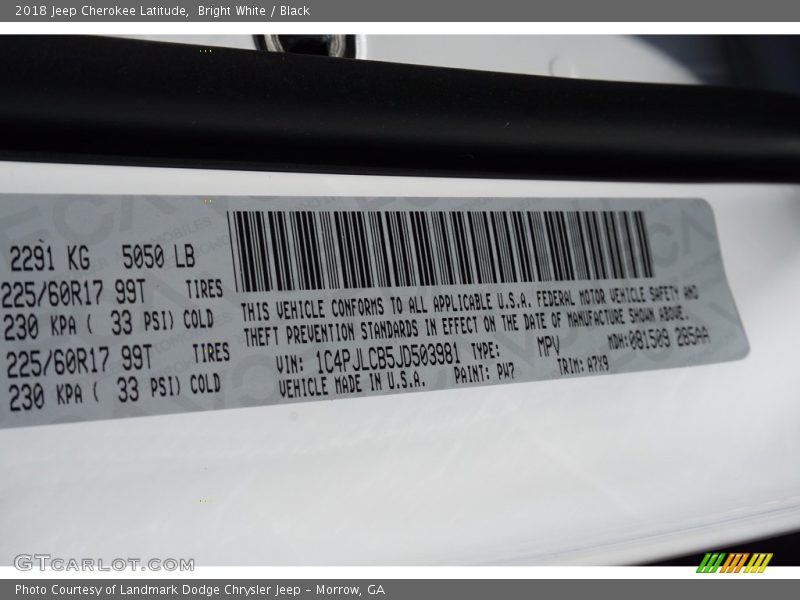 2018 Jeep Cherokee Latitude, Bright White / Black
2291 KG 5050 LB
225/60R17 99T TIRES
230 KPA ( 33 PSI) COLD
225/60R17 99T TIRES
230 KPA ( 33 PSI) COLD
THIS VEHICLE CONFORMS TO ALL APPLICABLE U.S.A. FEDERAL MOTOR VEHICLE SAFETY AND
THEFT PREVENTION STANDARDS IN EFFECT ON THE DATE OF MANUFACTURE SHOWN ABOVE.
VIN: 1C4PJLCB5JD503981 TYPE: MPV MDH:081509 285AA
VEHICLE MADE IN U.S.A. PAINT: PW7 TRIM: A7X9
GTCARLOT.COM
Photo Courtesy of Landmark Dodge Chrysler Jeep - Morrow, GA